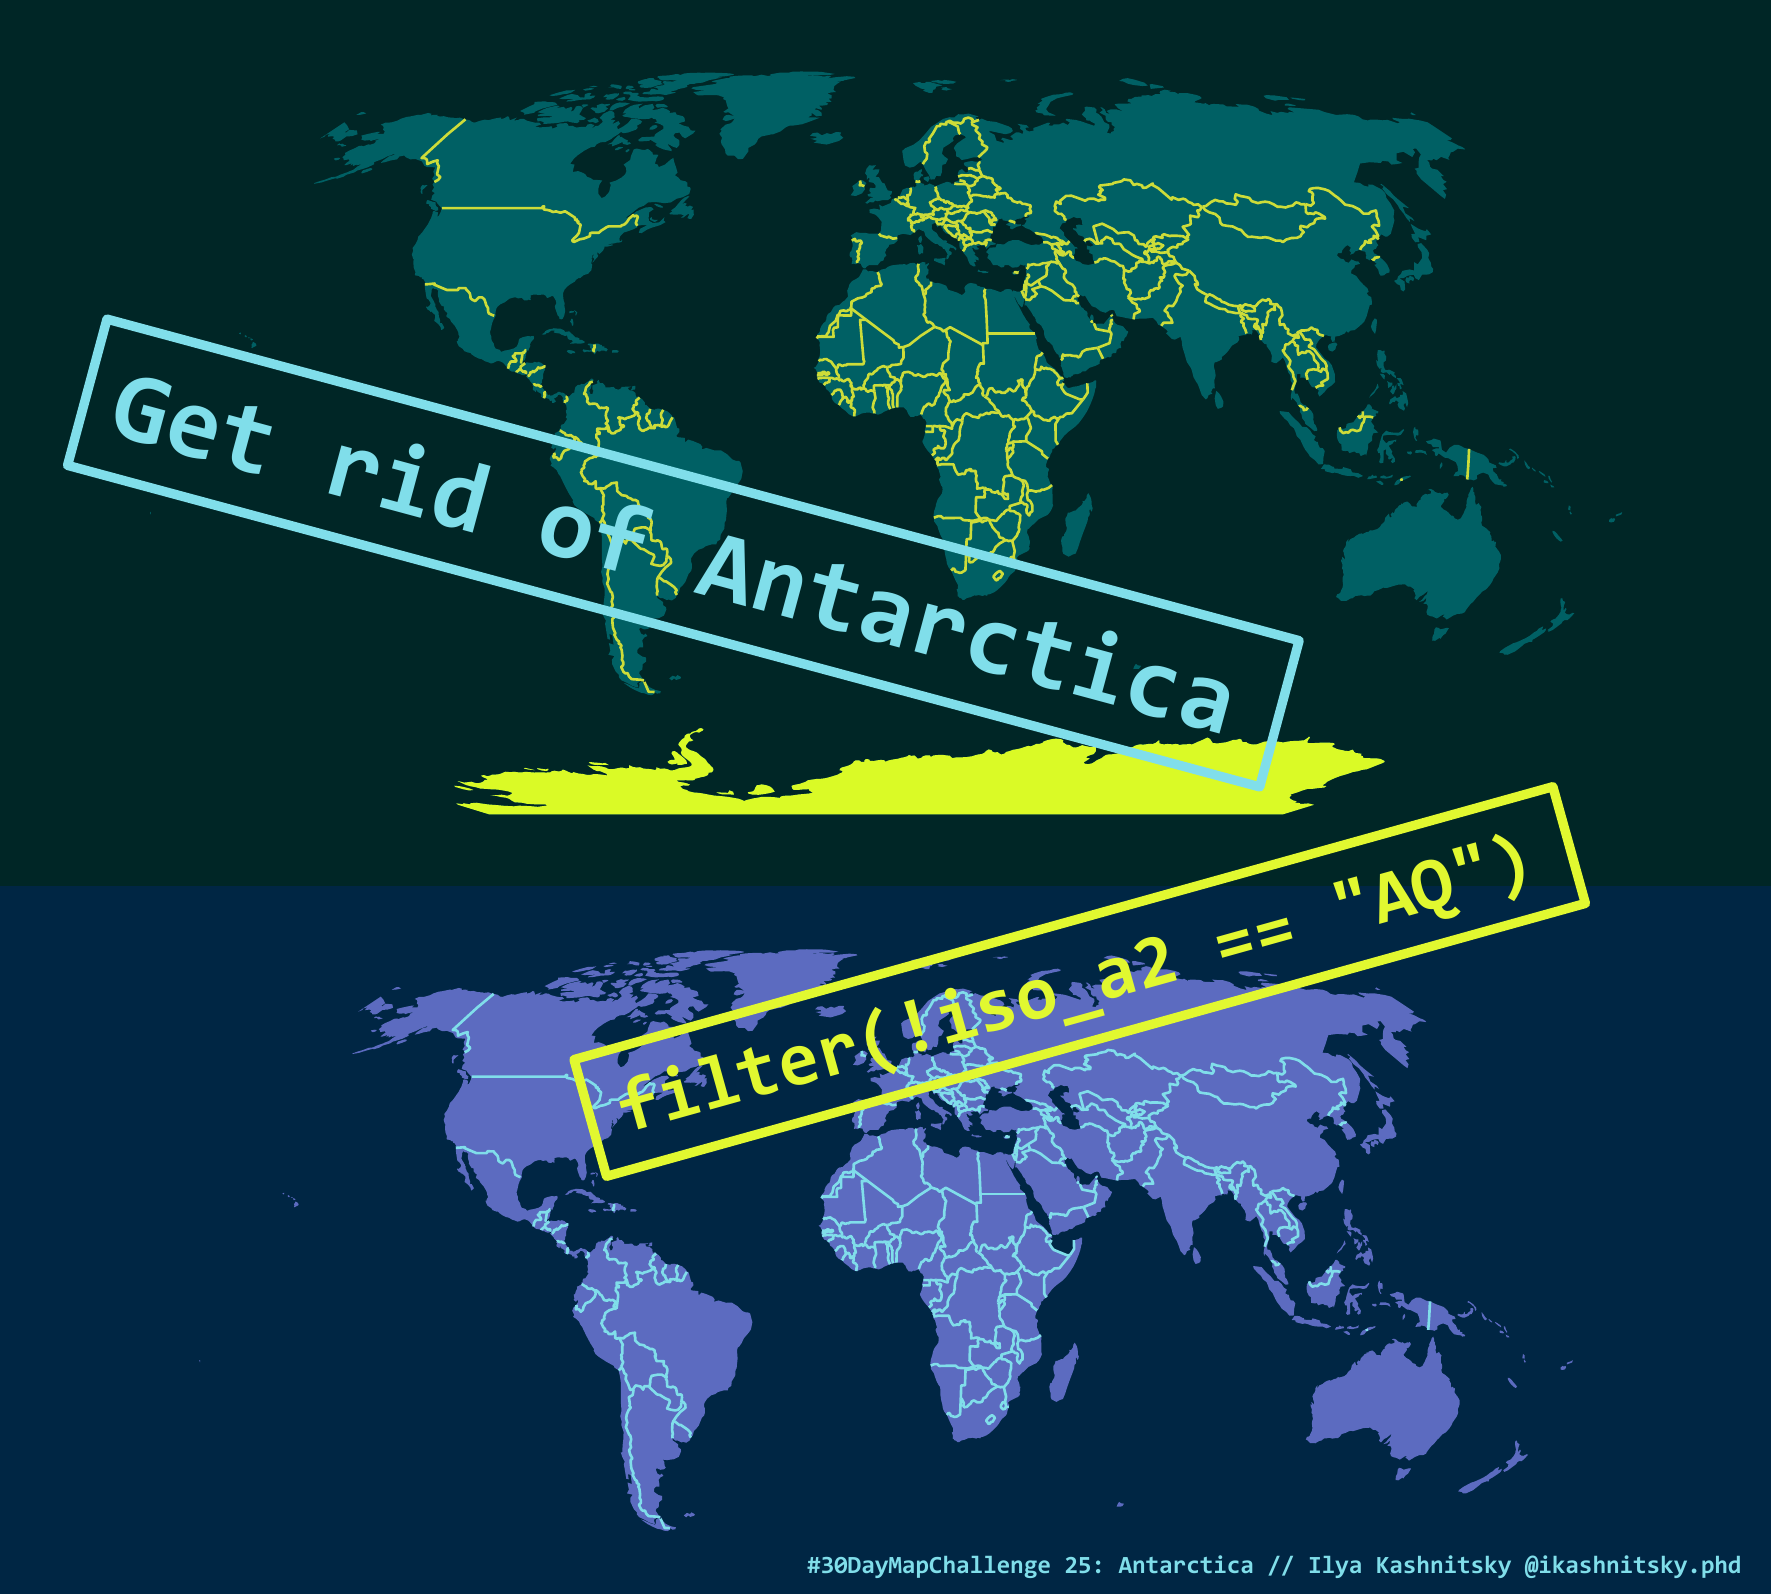 Get rid of Antarctica
filter(!iso_a2 == "AQ")
#30DayMapChallenge 25: Antarctica // Ilya Kashnitsky @ikashnitsky.phd